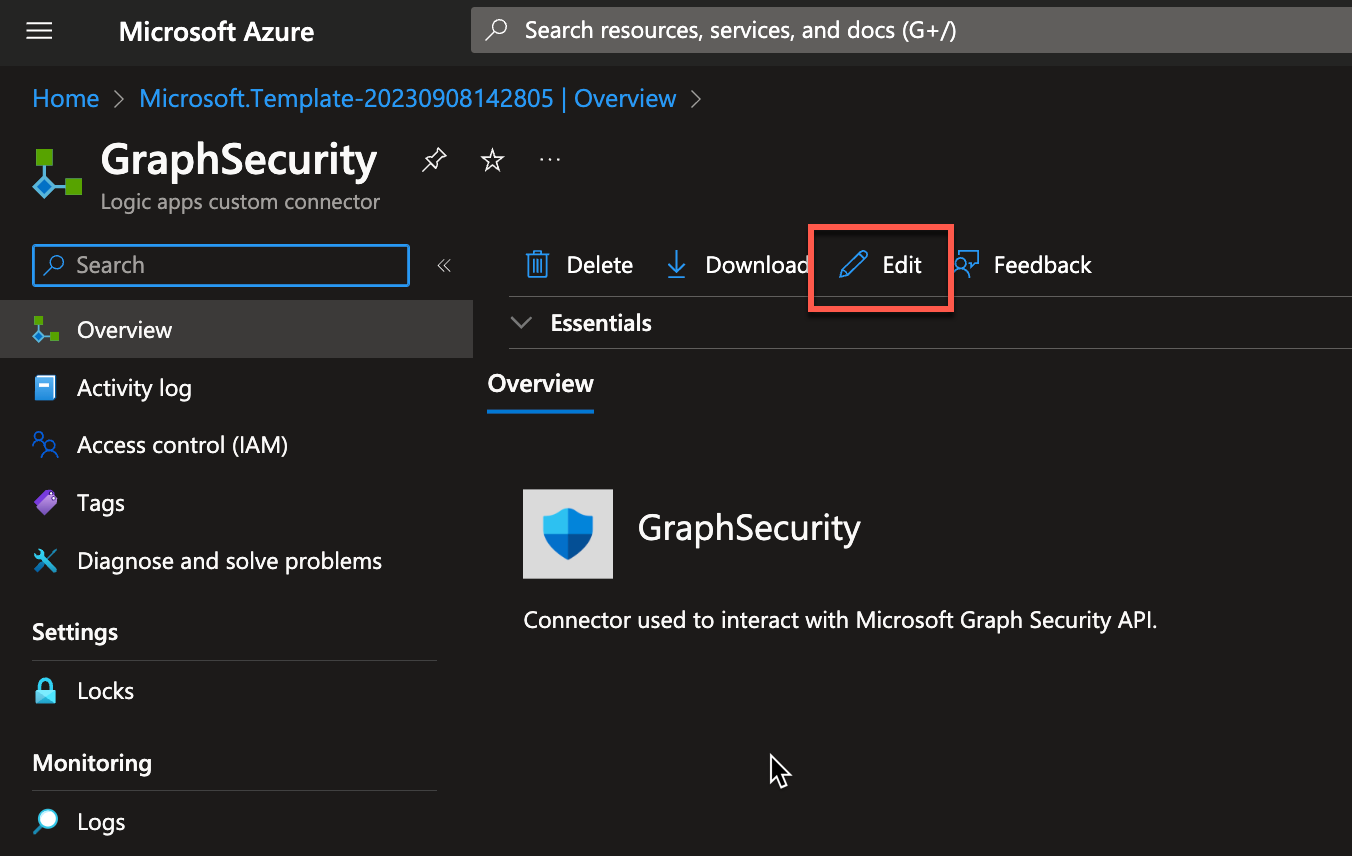 Microsoft Azure
Search resources, services, and docs (G+/)
Home > Microsoft.Template-20230908142805 | Overview >
GraphSecurity
Logic apps custom connector
Search
Delete Download Edit Feedback
Essentials
Overview
Overview
Activity log
Access control (IAM)
Tags
Diagnose and solve problems
Settings
Locks
Monitoring
Logs
GraphSecurity
Connector used to interact with Microsoft Graph Security API.